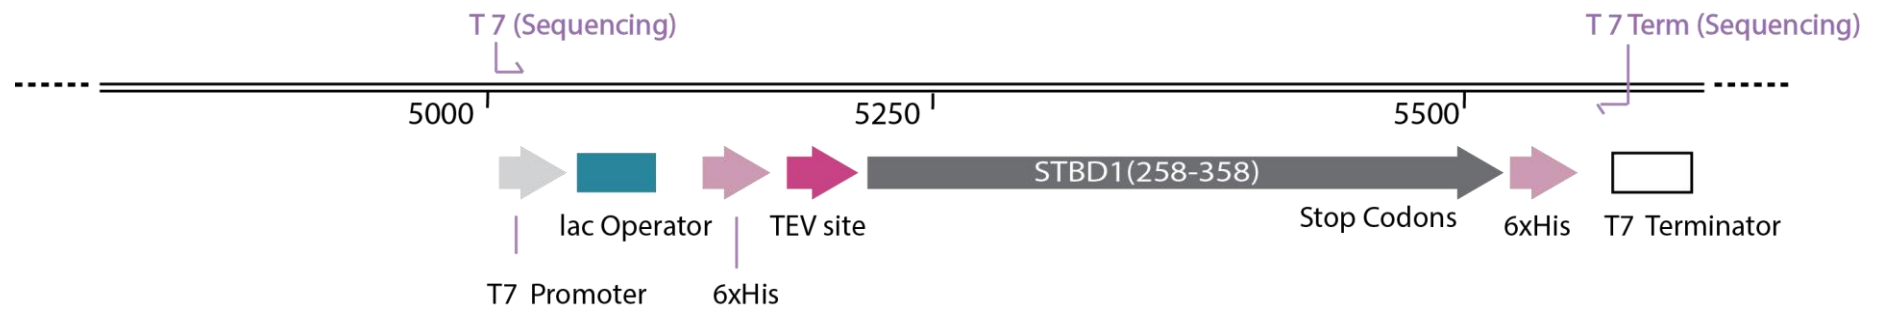 T 7 (Sequencing)
T 7 Term (Sequencing)
5000
5250
5500
STBD1(258-358)
lac Operator
TEV site
Stop Codons
6xHis
T7 Terminator
T7 Promoter
6xHis